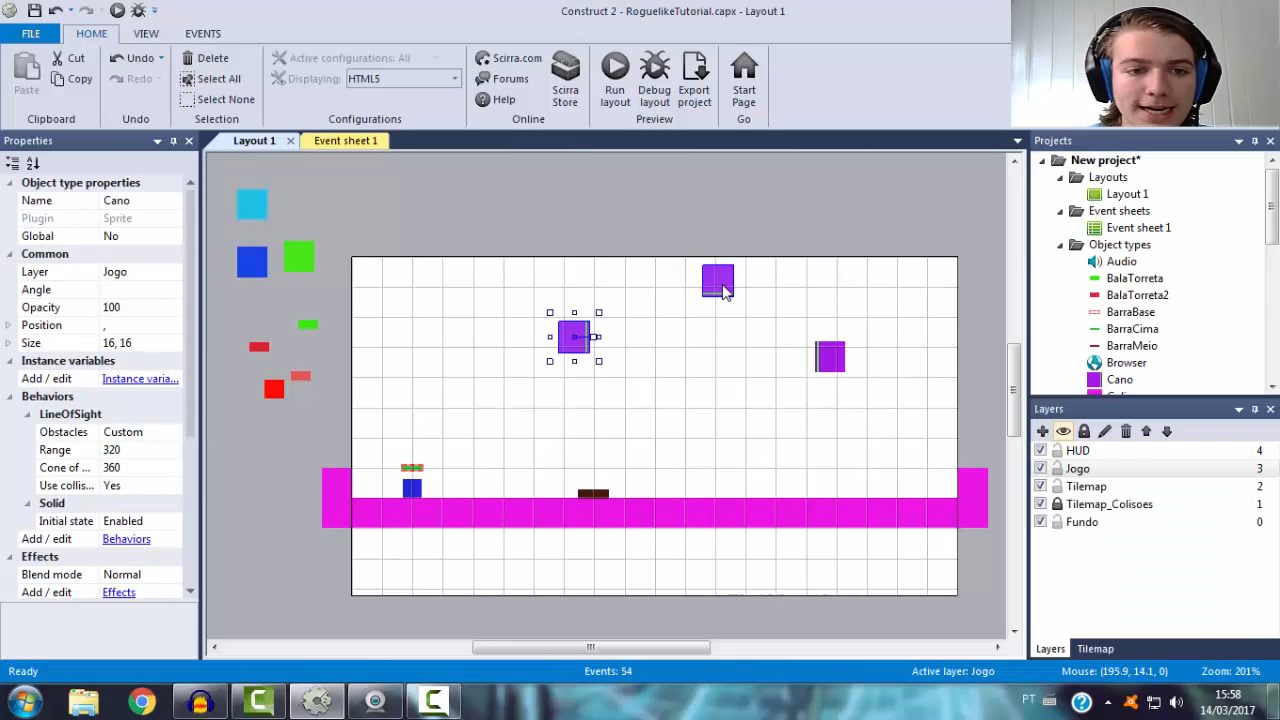 Construct 2 - RoguelikeTutorial.capx - Layout 1
FILE HOME VIEW EVENTS
Paste Cut Copy
Undo Redo
Delete Select All Select None
Active configurations: All
Displaying: HTML5
Scirra.com Forums Help
Scirra Store
Run layout
Debug layout
Export project
Start Page
Clipboard Undo Selection Configurations Online Preview Go
Properties
Layout 1 Event sheet 1
Projects
Object type properties
Name Cano
Plugin Sprite
Global No
Common
Layer Jogo
Angle
Opacity 100
Position ,
Size 16, 16
Instance variables
Add / edit Instance varia...
Behaviors
LineOfSight
Obstacles Custom
Range 320
Cone of ... 360
Use collis... Yes
Solid
Initial state Enabled
Add / edit Behaviors
Effects
Blend mode Normal
Add / edit Effects
New project*
Layouts
Layout 1
Event sheets
Event sheet 1
Object types
Audio
BalaTorreta
BalaTorreta2
BarraBase
BarraCima
BarraMeio
Browser
Cano
Layers
HUD 4
Jogo 3
Tilemap 2
Tilemap_Colisoes 1
Fundo 0
Layers Tilemap
Ready Events: 54 Active layer: Jogo Mouse: (195.9, 14.1, 0) Zoom: 201%
PT
15:58
14/03/2017